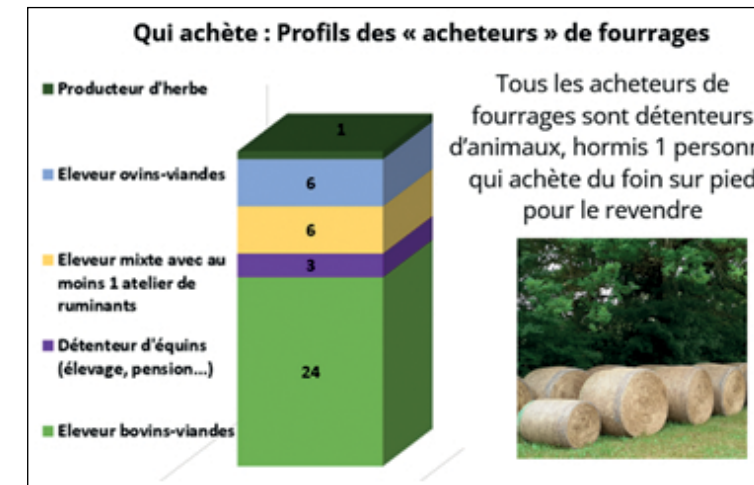 Qui achète : Profils des « acheteurs » de fourrages
Producteur d'herbe
Eleveur ovins-viandes
Eleveur mixte avec au
moins 1 atelier de
ruminants
Détenteur d'équins
(élevage, pension...)
Eleveur bovins-viandes
1
6
6
3
24
Tous les acheteurs de
fourrages sont détenteurs
d'animaux, hormis 1 personn
qui achète du foin sur pied
pour le revendre